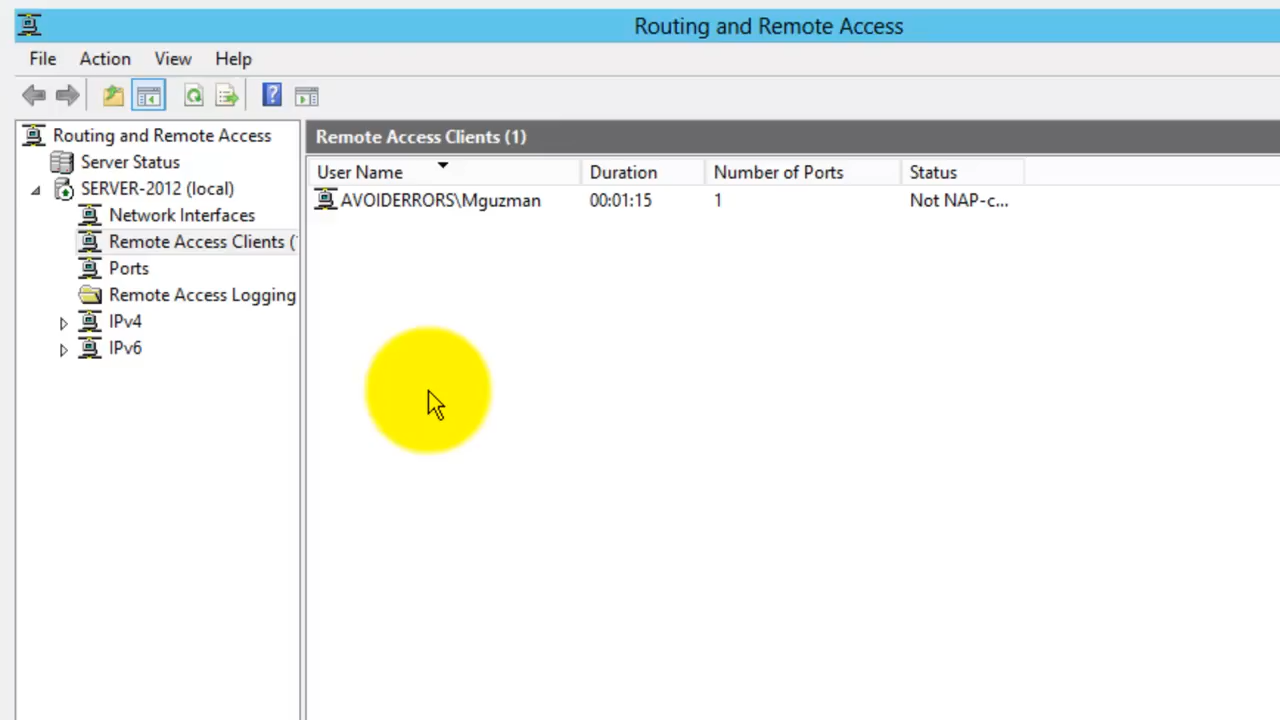 Routing and Remote Access
File Action View Help
Routing and Remote Access
Server Status
SERVER-2012 (local)
Network Interfaces
Remote Access Clients (
Ports
Remote Access Logging
IPv4
IPv6
Remote Access Clients (1)
User Name Duration Number of Ports Status
AVOIDERRORS\Mguzman 00:01:15 1 Not NAP-c...